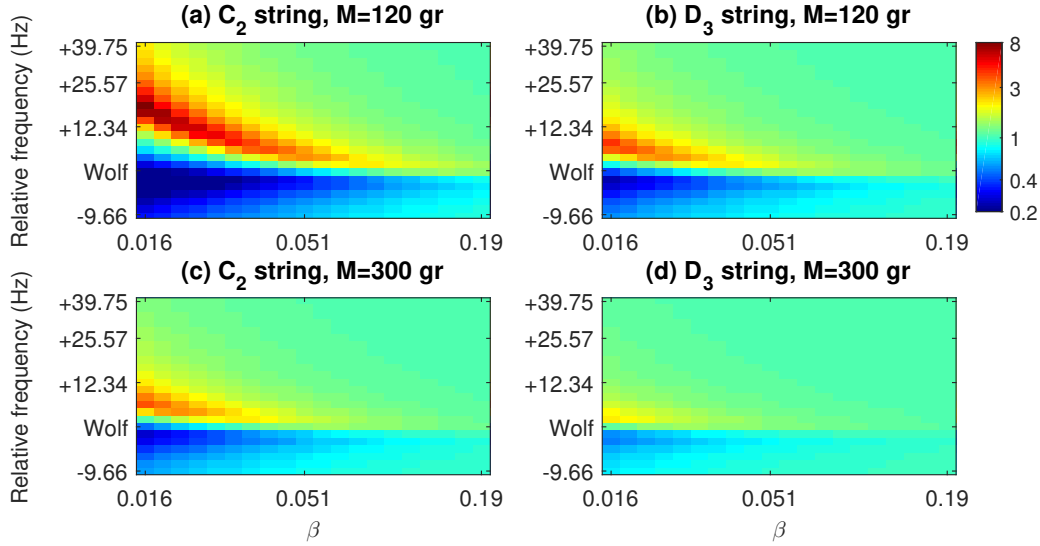 (a) C2 string, M=120 gr
(b) D3 string, M=120 gr
Relative frequency (Hz)
+39.75
+25.57
+12.34
Wolf
-9.66
0.016
0.051
0.19
+39.75
+25.57
+12.34
Wolf
-9.66
0.016
0.051
0.19
8
3
1
0.4
0.2
(c) C2 string, M=300 gr
(d) D3 string, M=300 gr
Relative frequency (Hz)
+39.75
+25.57
+12.34
Wolf
-9.66
0.016
0.051
0.19
β
+39.75
+25.57
+12.34
Wolf
-9.66
0.016
0.051
0.19
β